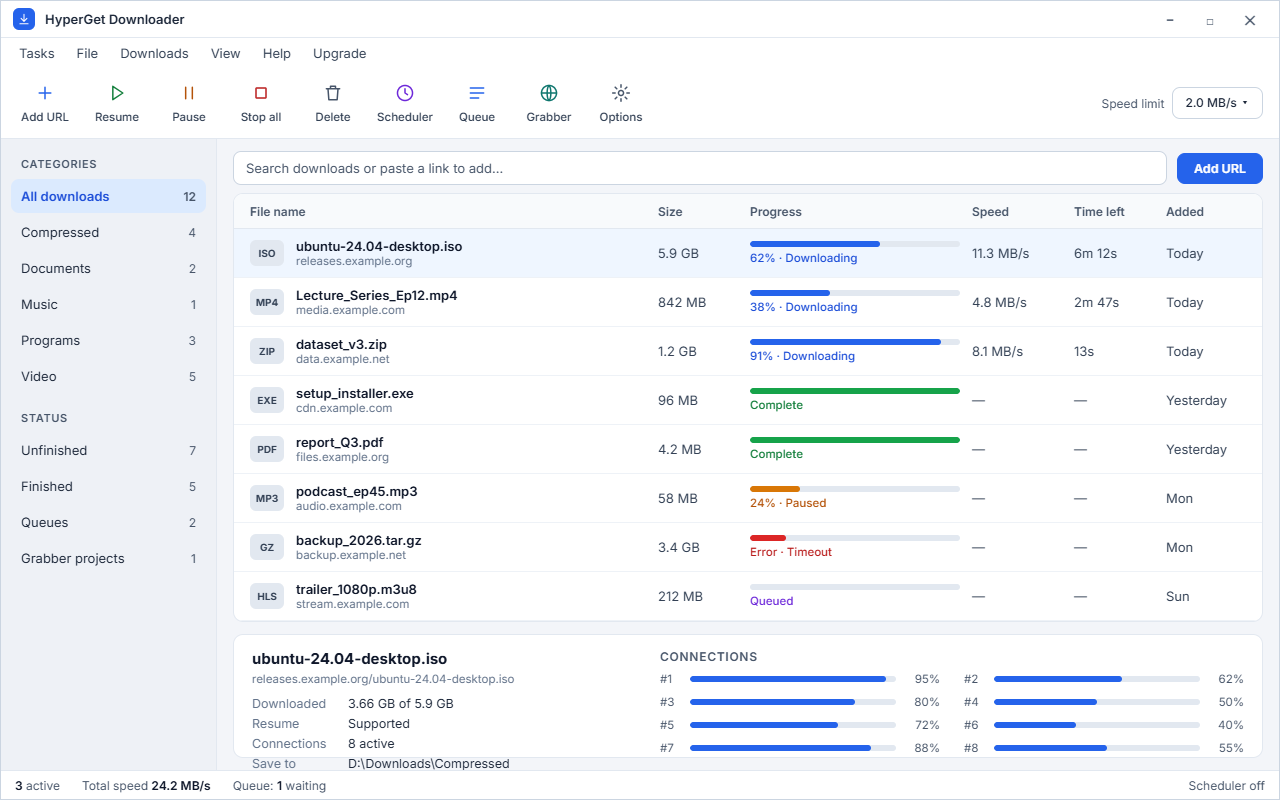 HyperGet Downloader
Tasks File Downloads View Help Upgrade
Add URL Resume Pause Stop all Delete Scheduler Queue Grabber Options
Speed limit 2.0 MB/s
CATEGORIES
All downloads 12
Compressed 4
Documents 2
Music 1
Programs 3
Video 5
STATUS
Unfinished 7
Finished 5
Queues 2
Grabber projects 1
Search downloads or paste a link to add... Add URL
File name Size Progress Speed Time left Added
ISO ubuntu-24.04-desktop.iso 5.9 GB 11.3 MB/s 6m 12s Today
releases.example.org 62% · Downloading
MP4 Lecture_Series_Ep12.mp4 842 MB 4.8 MB/s 2m 47s Today
media.example.com 38% · Downloading
ZIP dataset_v3.zip 1.2 GB 8.1 MB/s 13s Today
data.example.net 91% · Downloading
EXE setup_installer.exe 96 MB — — Yesterday
cdn.example.com Complete
PDF report_Q3.pdf 4.2 MB — — Yesterday
files.example.org Complete
MP3 podcast_ep45.mp3 58 MB — — Mon
audio.example.com 24% · Paused
GZ backup_2026.tar.gz 3.4 GB — — Mon
backup.example.net Error · Timeout
HLS trailer_1080p.m3u8 212 MB — — Sun
stream.example.com Queued
ubuntu-24.04-desktop.iso
releases.example.org/ubuntu-24.04-desktop.iso
Downloaded 3.66 GB of 5.9 GB
Resume Supported
Connections 8 active
Save to D:\Downloads\Compressed
CONNECTIONS
#1 95% #2 62%
#3 80% #4 50%
#5 72% #6 40%
#7 88% #8 55%
3 active Total speed 24.2 MB/s Queue: 1 waiting Scheduler off